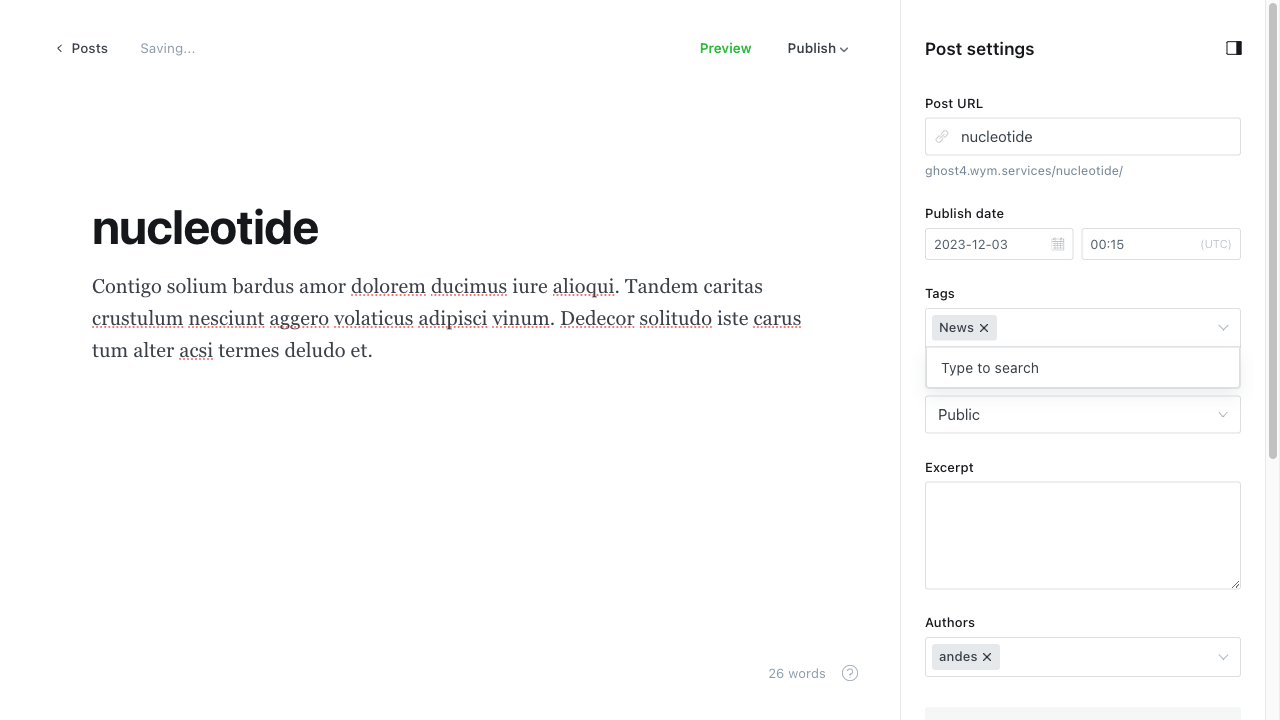 Posts
Saving...
Preview
Publish
nucleotide
Contigo solium bardus amor dolorem ducimus iure alioqui. Tandem caritas
crustulum nesciunt aggero volaticus adipisci vinum. Dedecor solitudo iste carus
tum alter acsi termes deludo et.
26 words
?
Post settings
Post URL
nucleotide
ghost4.wym.services/nucleotide/
Publish date
2023-12-03
00:15
(UTC)
Tags
News
Type to search
Public
Excerpt
Authors
andes